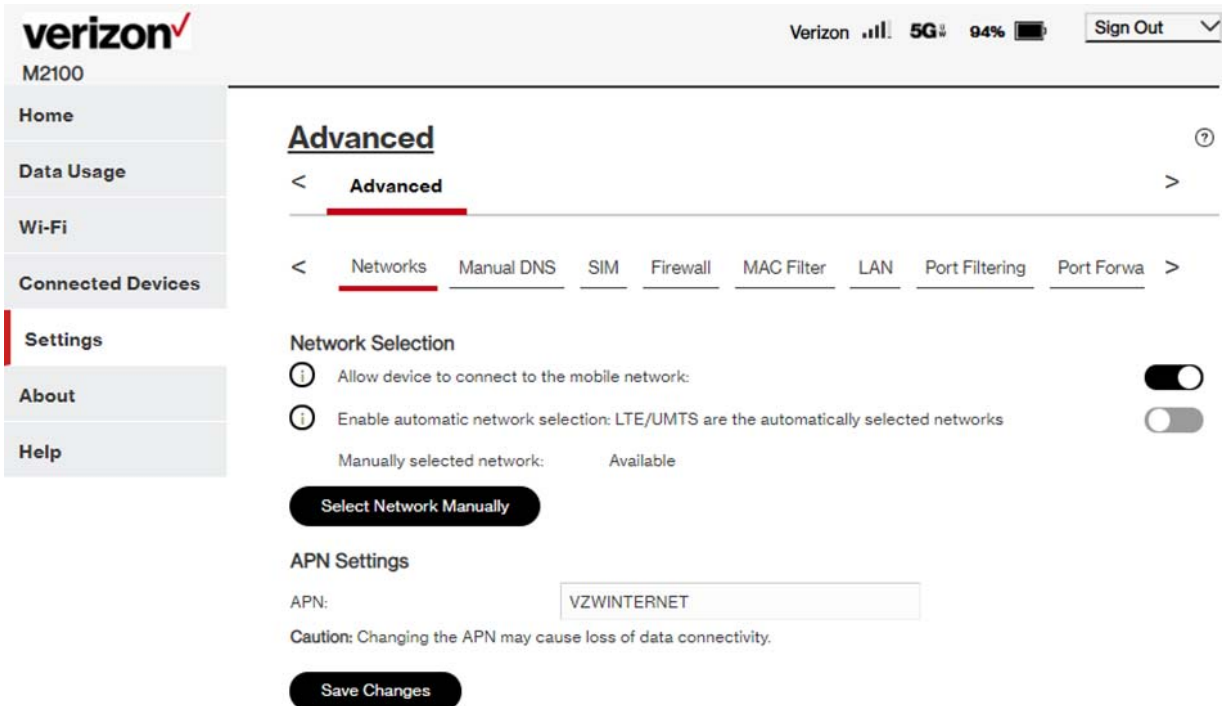 verizon
Verizon 5G UW 94% Sign Out
M2100
Home
Data Usage
Wi-Fi
Connected Devices
Settings
About
Help
Advanced
< Advanced >
< Networks Manual DNS SIM Firewall MAC Filter LAN Port Filtering Port Forwa >
Network Selection
Allow device to connect to the mobile network:
Enable automatic network selection: LTE/UMTS are the automatically selected networks
Manually selected network: Available
Select Network Manually
APN Settings
APN: VZWINTERNET
Caution: Changing the APN may cause loss of data connectivity.
Save Changes